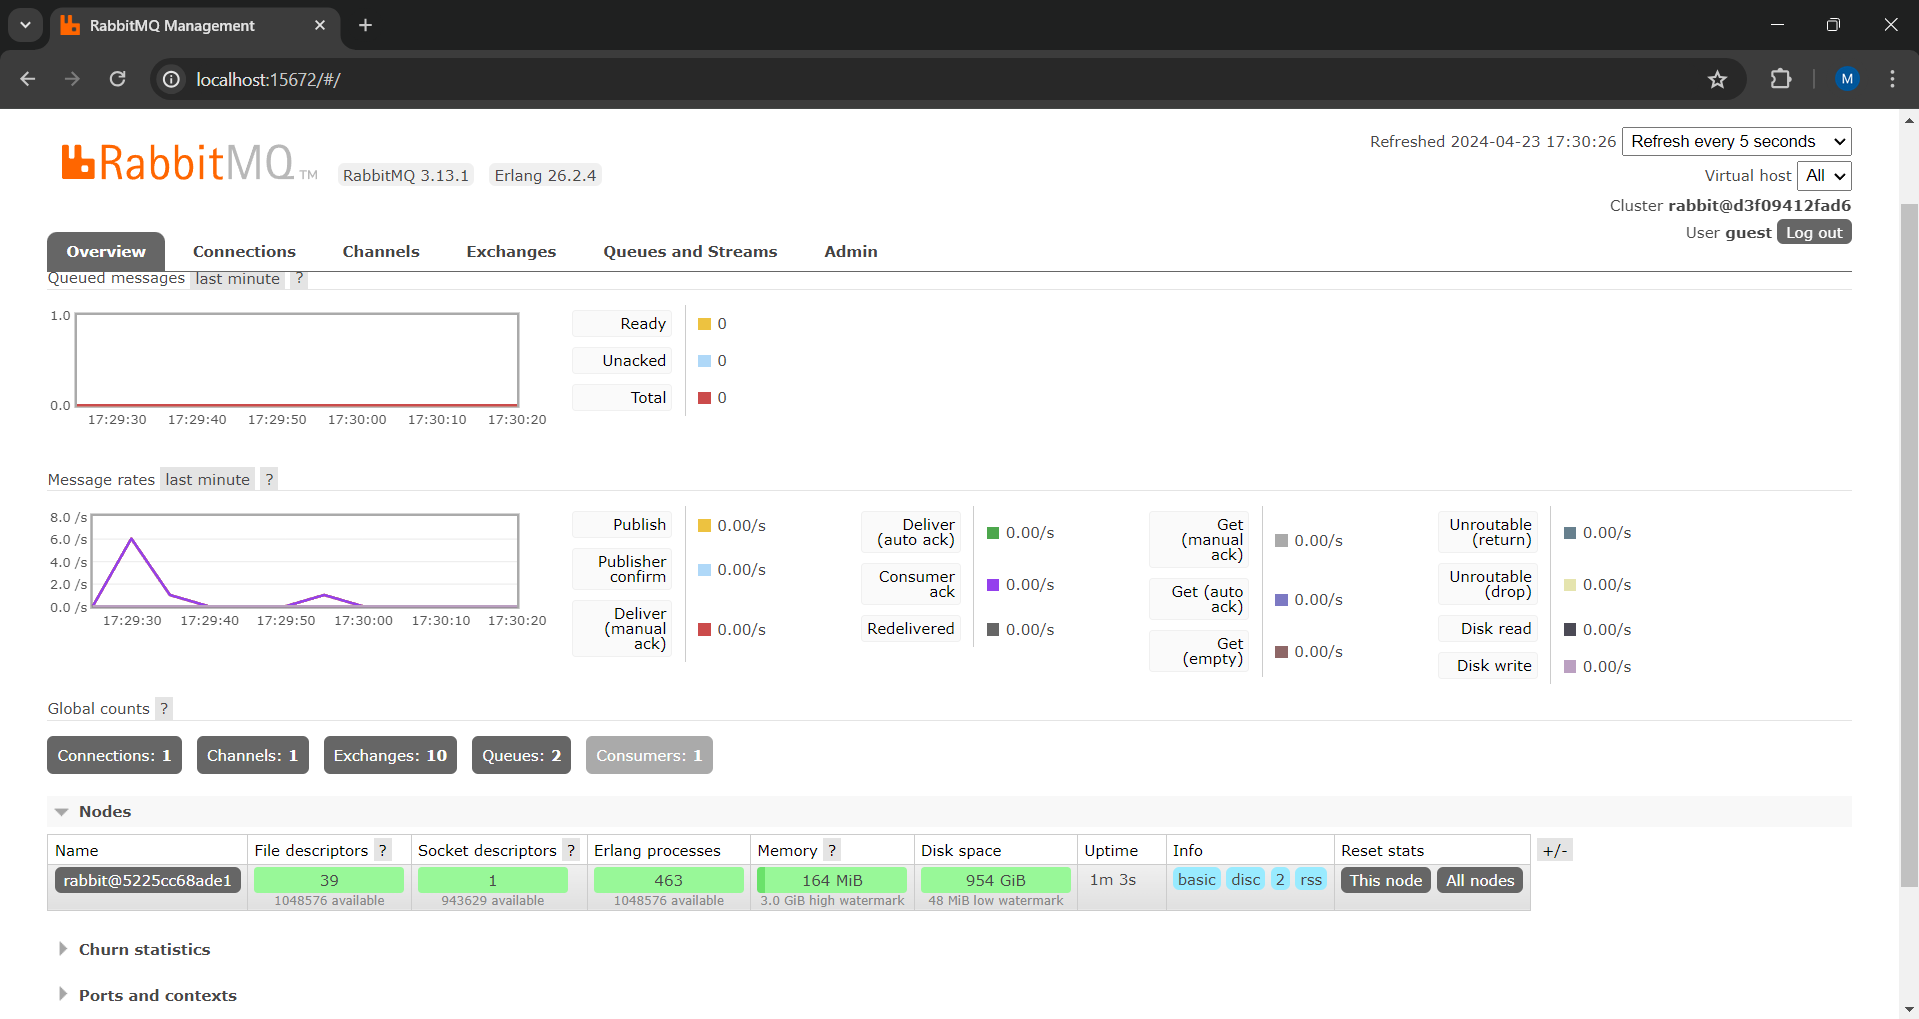 RabbitMQ Management
localhost:15672/#/
RabbitMQ TM
RabbitMQ 3.13.1 Erlang 26.2.4
Refreshed 2024-04-23 17:30:26 Refresh every 5 seconds
Virtual host All
Cluster rabbit@d3f09412fad6
User guest Log out
M
Overview Connections Channels Exchanges Queues and Streams Admin
Queued messages last minute ?
1.0
0.0
17:29:30 17:29:40 17:29:50 17:30:00 17:30:10 17:30:20
Ready 0
Unacked 0
Total 0
Message rates last minute ?
8.0 /s
6.0 /s
4.0 /s
2.0 /s
0.0 /s
17:29:30 17:29:40 17:29:50 17:30:00 17:30:10 17:30:20
Publish 0.00/s
Publisher
confirm 0.00/s
Deliver
(manual
ack) 0.00/s
Deliver
(auto ack) 0.00/s
Consumer
ack 0.00/s
Redelivered 0.00/s
Get
(manual
ack) 0.00/s
Get (auto
ack) 0.00/s
Get
(empty) 0.00/s
Unroutable
(return) 0.00/s
Unroutable
(drop) 0.00/s
Disk read 0.00/s
Disk write 0.00/s
Global counts ?
Connections: 1 Channels: 1 Exchanges: 10 Queues: 2 Consumers: 1
Nodes
Name File descriptors ? Socket descriptors ? Erlang processes Memory ? Disk space Uptime Info Reset stats +/-
rabbit@5225cc68ade1 39 1 463 164 MiB 954 GiB 1m 3s basic disc 2 rss This node All nodes
1048576 available 943629 available 1048576 available 3.0 GiB high watermark 48 MiB low watermark
Churn statistics
Ports and contexts